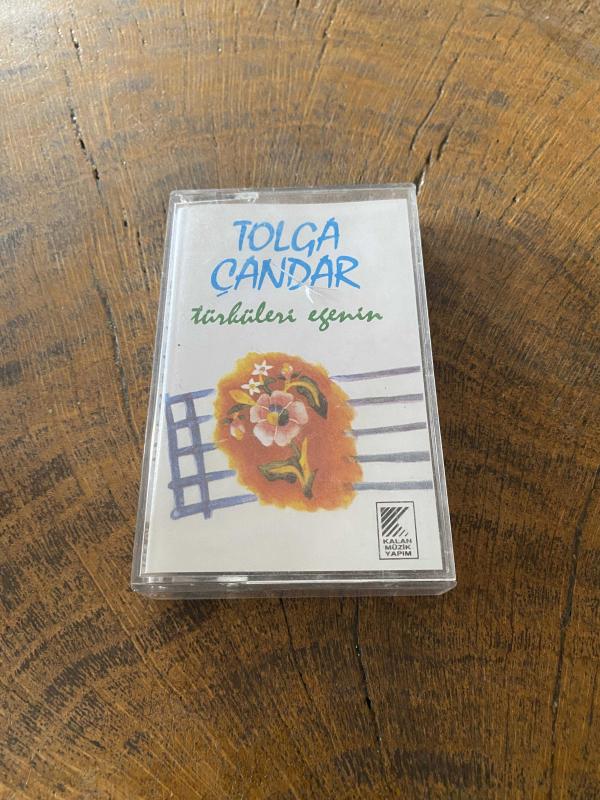 TOLGA
ÇANDAR
türküleri egenin
KALAN
MÜZİK
YAPIM